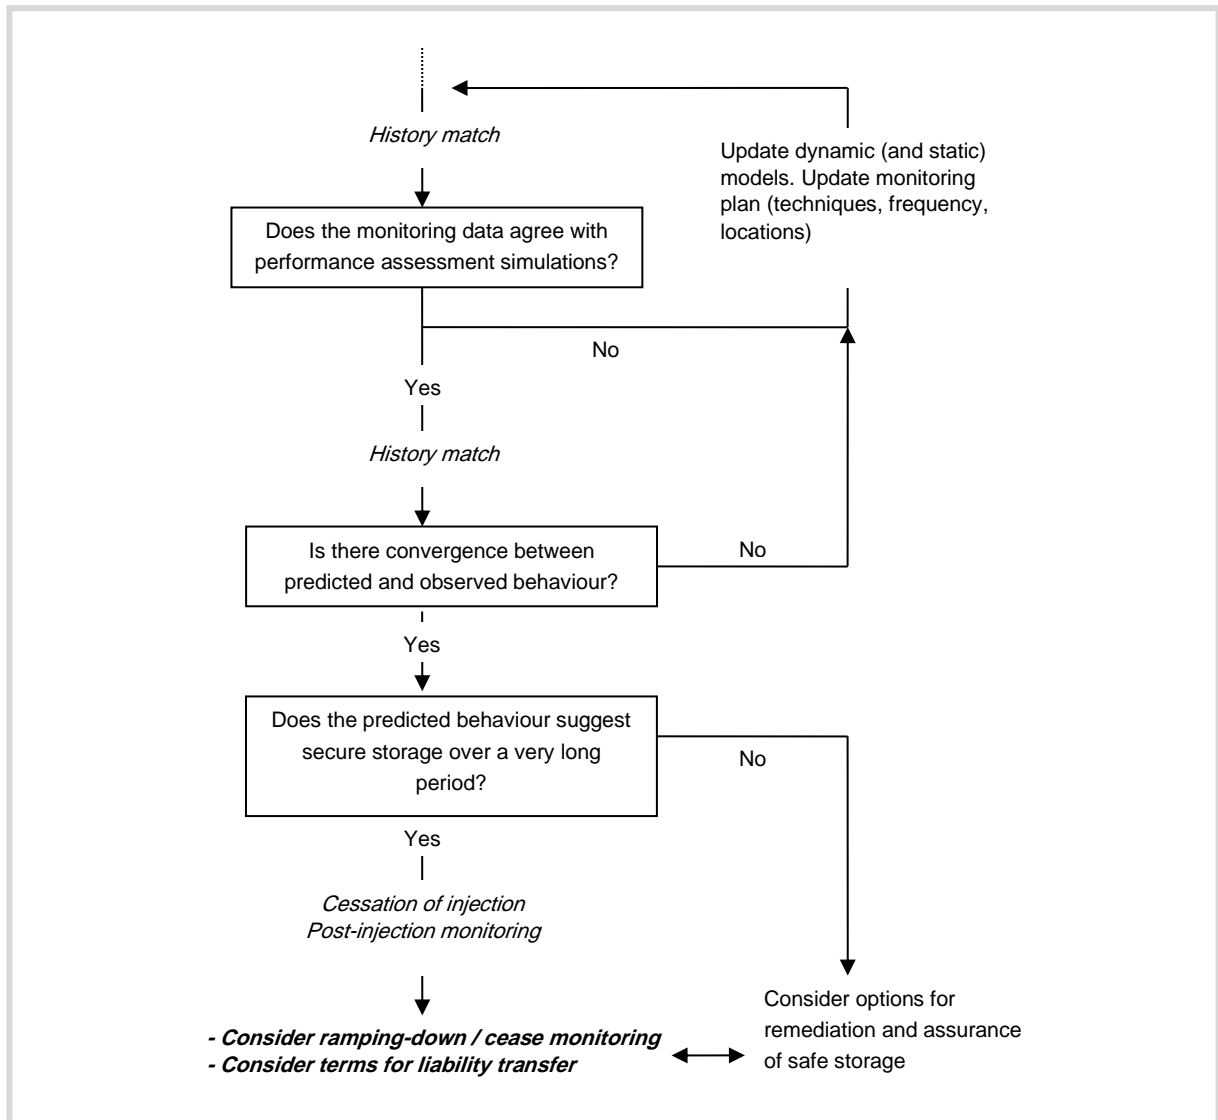 History match
Update dynamic (and static)
models. Update monitoring
plan (techniques, frequency,
locations)
Does the monitoring data agree with
performance assessment simulations?
No
Yes
History match
Is there convergence between
predicted and observed behaviour?
No
Yes
Does the predicted behaviour suggest
secure storage over a very long
period?
No
Yes
Cessation of injection
Post-injection monitoring
Consider options for
remediation and assurance
of safe storage
- Consider ramping-down / cease monitoring
- Consider terms for liability transfer